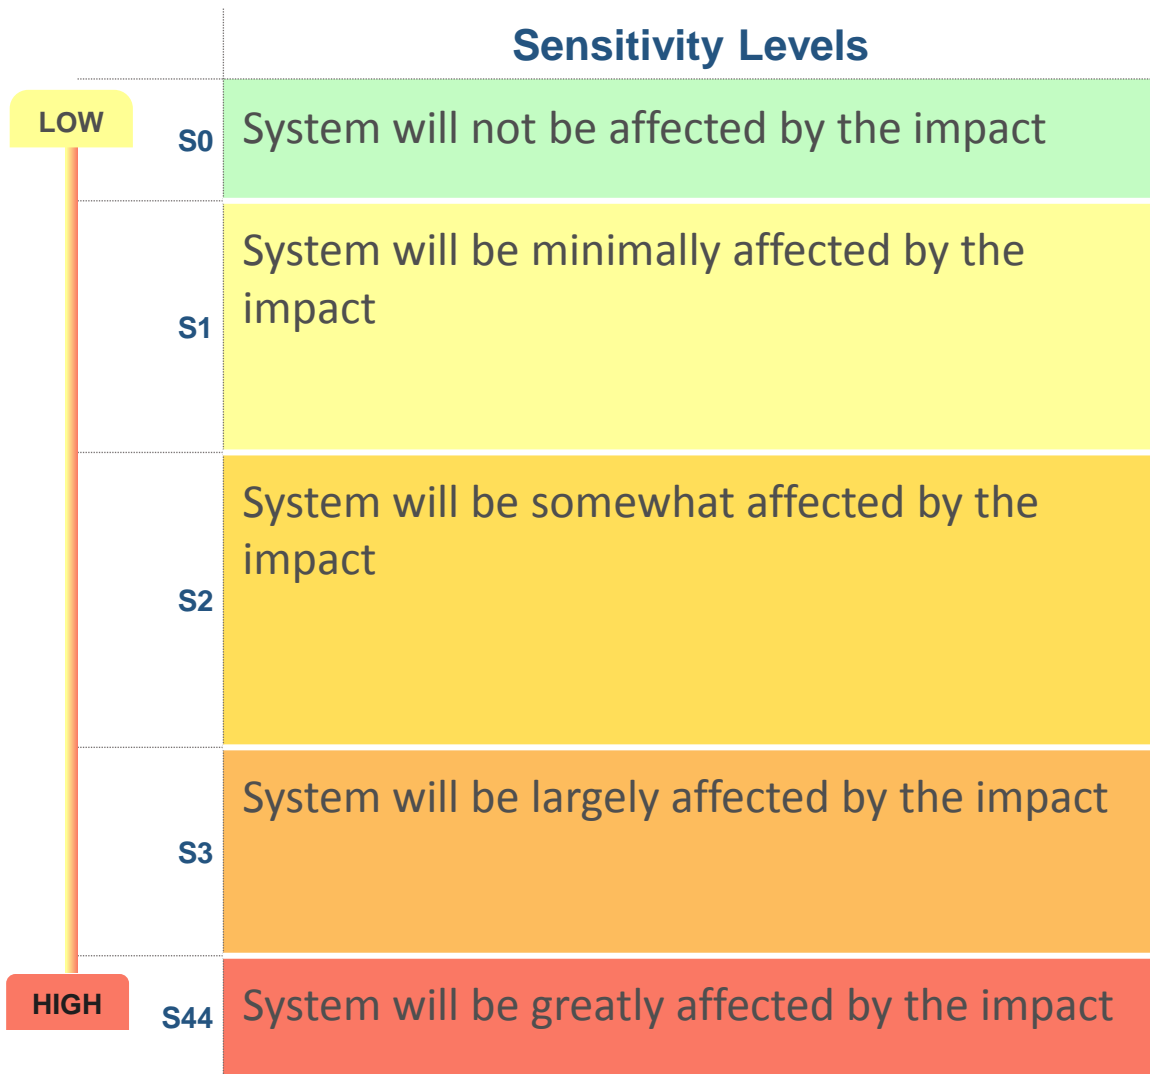 Sensitivity Levels
LOW
S0
System will not be affected by the impact
S1
System will be minimally affected by the
impact
S2
System will be somewhat affected by the
impact
S3
System will be largely affected by the impact
HIGH
S44
System will be greatly affected by the impact